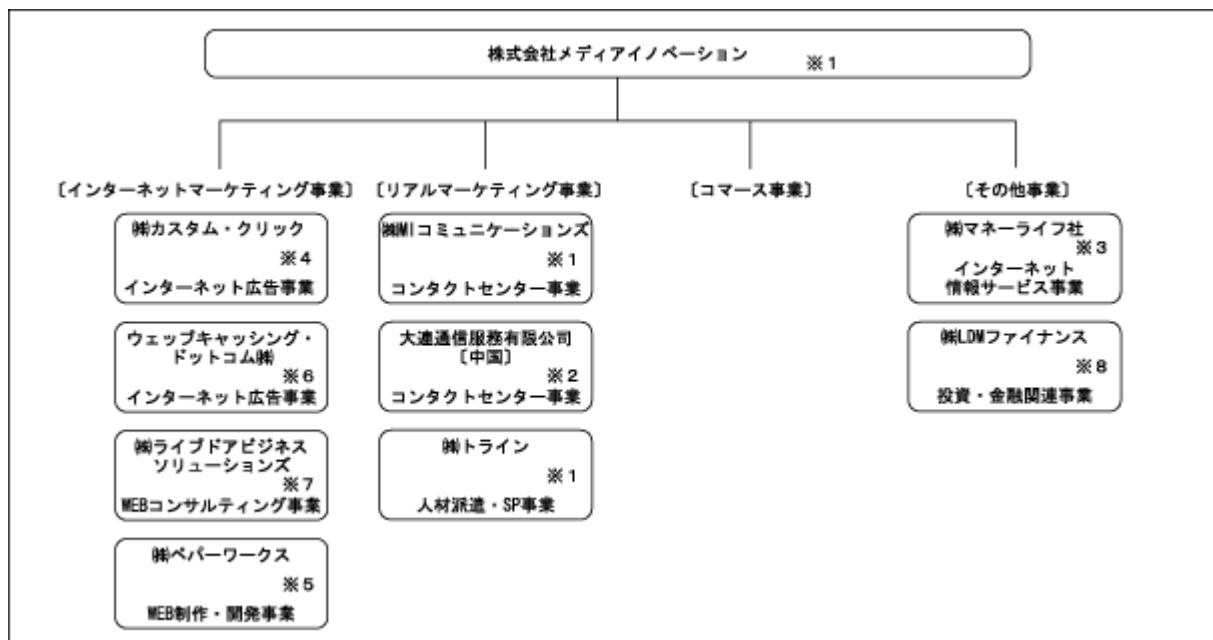 株式会社メディアイノベーション ※1
〔インターネットマーケティング事業〕
〔リアルマーケティング事業〕
〔コマース事業〕
〔その他事業〕
㈱カスタム・クリック
※4
インターネット広告事業
ウェッブキャッシング・
ドットコム㈱
※6
インターネット広告事業
㈱ライブドアビジネス
ソリューションズ
※7
WEBコンサルティング事業
㈱ペパーワークス
※5
WEB制作・開発事業
㈱MIコミュニケーションズ
※1
コンタクトセンター事業
大連通信服務有限公司
〔中国〕
※2
コンタクトセンター事業
㈱トライン
※1
人材派遣・SP事業
㈱マネーライフ社
※3
インターネット
情報サービス事業
㈱LDMファイナンス
※8
投資・金融関連事業